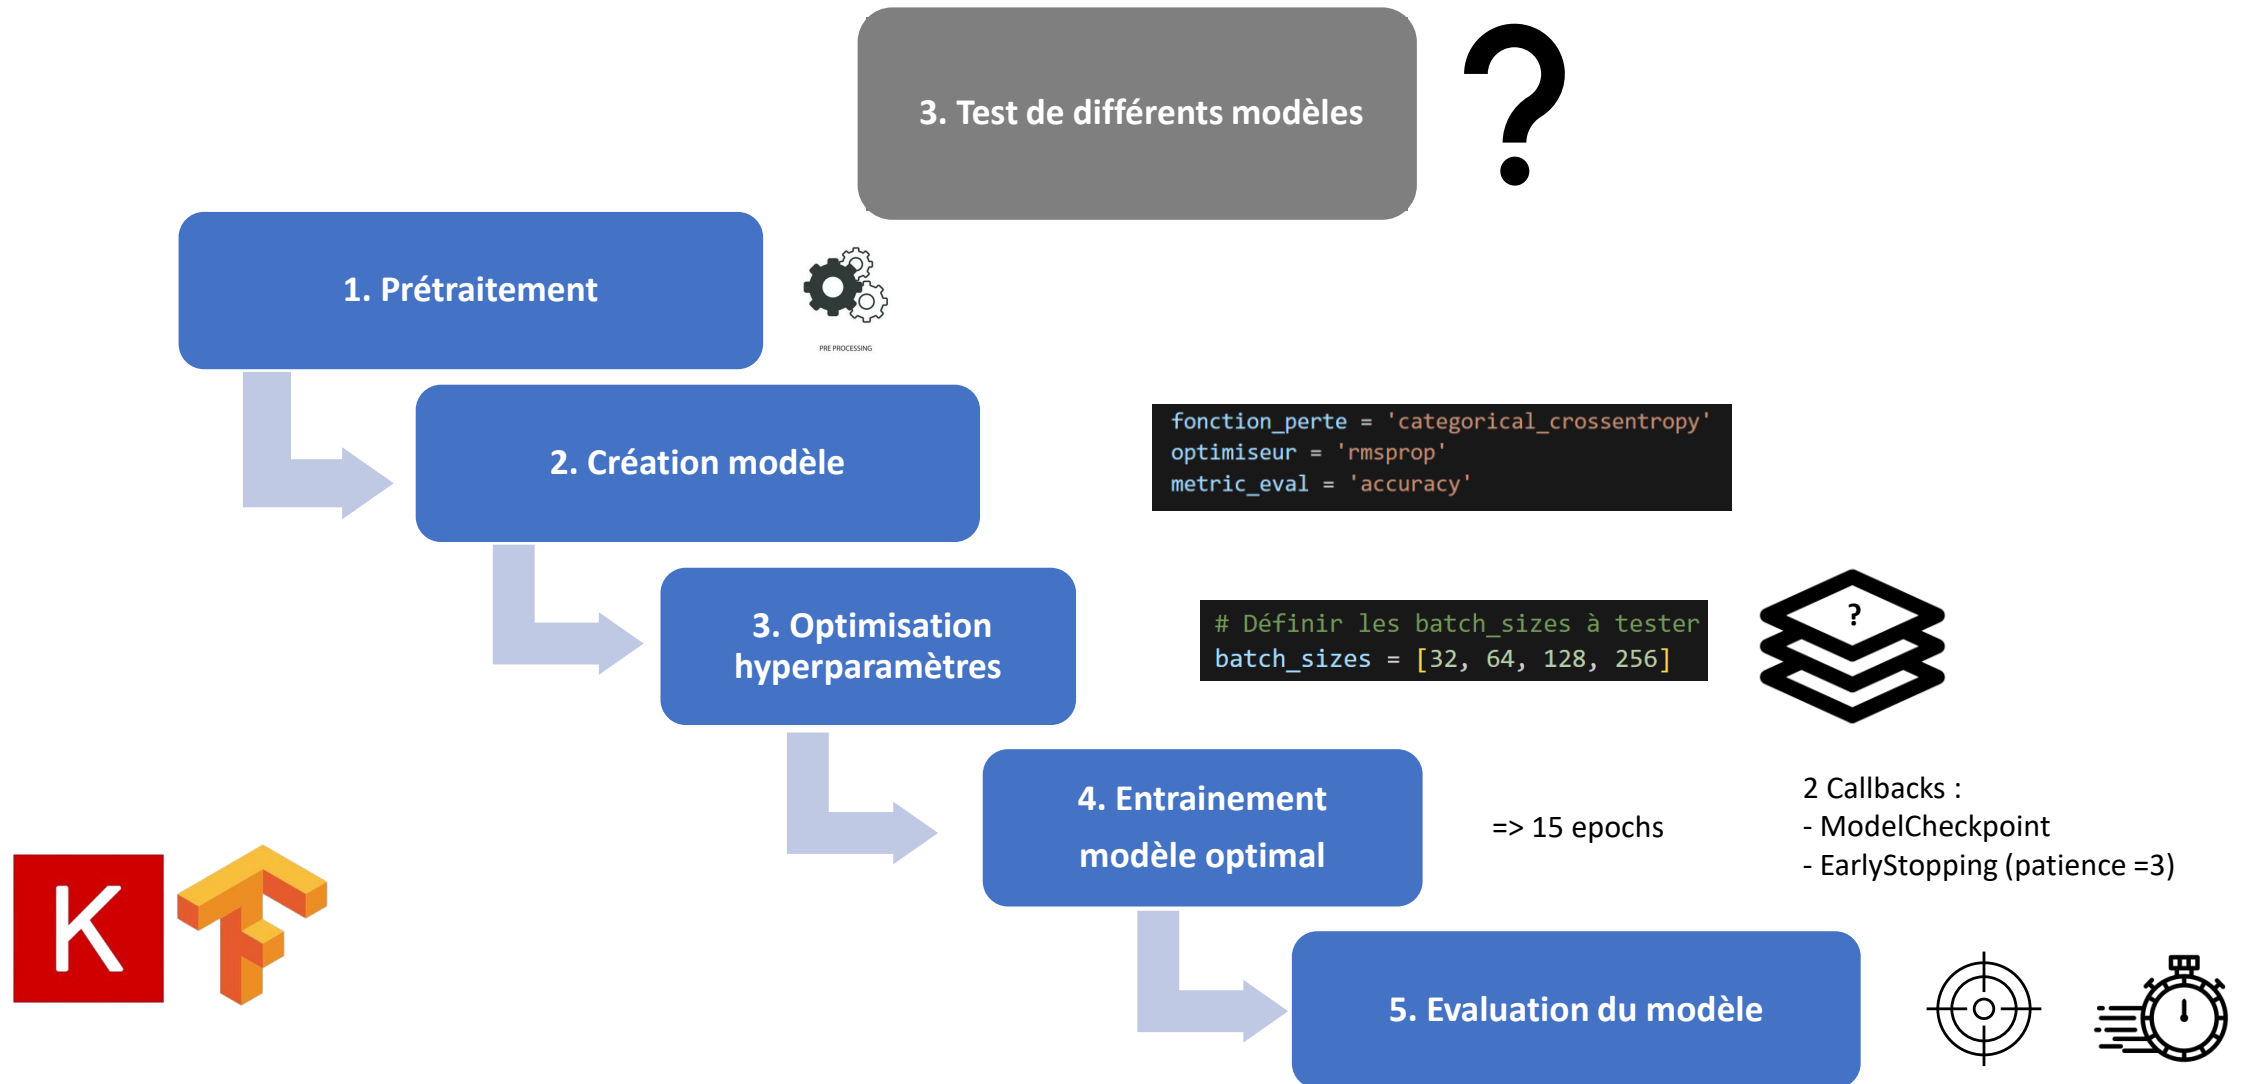 3. Test de différents modèles
?
1. Prétraitement
PRE PROCESSING
2. Création modèle
fonction_perte = 'categorical_crossentropy'
optimiseur = 'rmsprop'
metric_eval = 'accuracy'
3. Optimisation
hyperparamètres
# Définir les batch_sizes à tester
batch_sizes = [32, 64, 128, 256]
?
4. Entrainement
modèle optimal
=> 15 epochs
2 Callbacks :
- ModelCheckpoint
- EarlyStopping (patience =3)
K
5. Evaluation du modèle